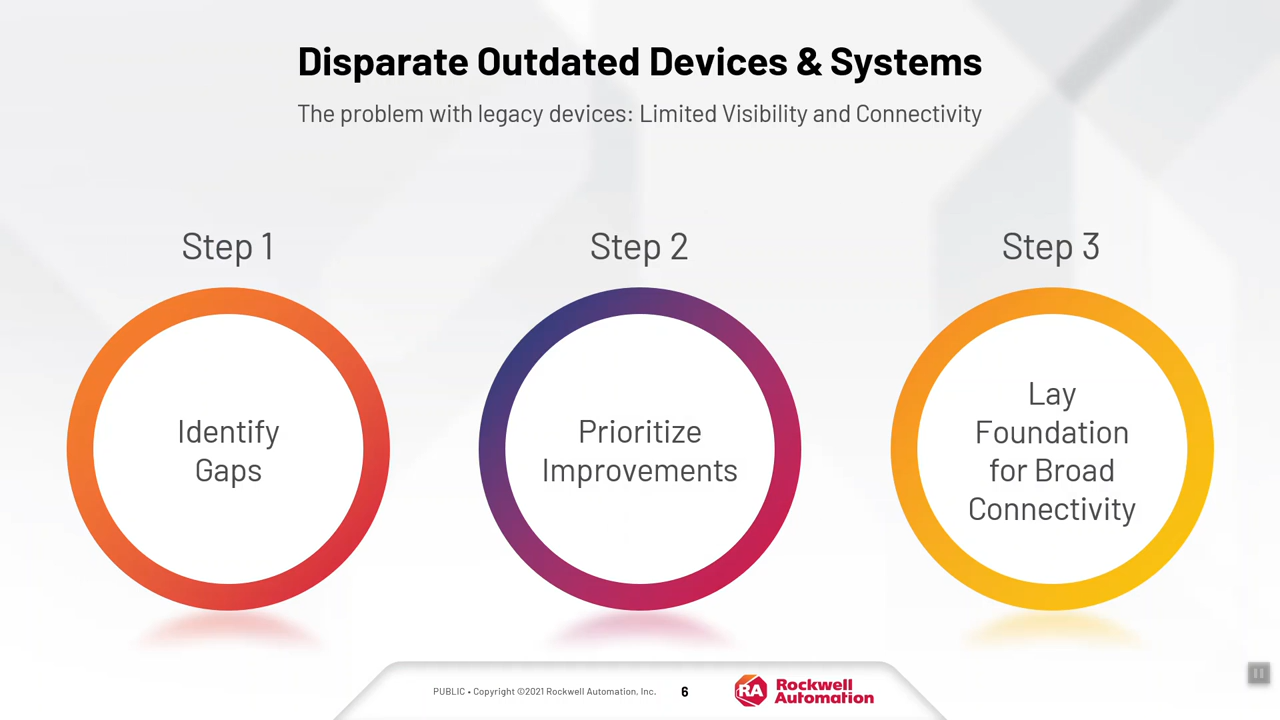 Disparate Outdated Devices & Systems
The problem with legacy devices: Limited Visibility and Connectivity
Step 1
Identify
Gaps
Step 2
Prioritize
Improvements
Step 3
Lay
Foundation
for Broad
Connectivity
PUBLIC • Copyright ©2021 Rockwell Automation, Inc.
6
RA
Rockwell
Automation